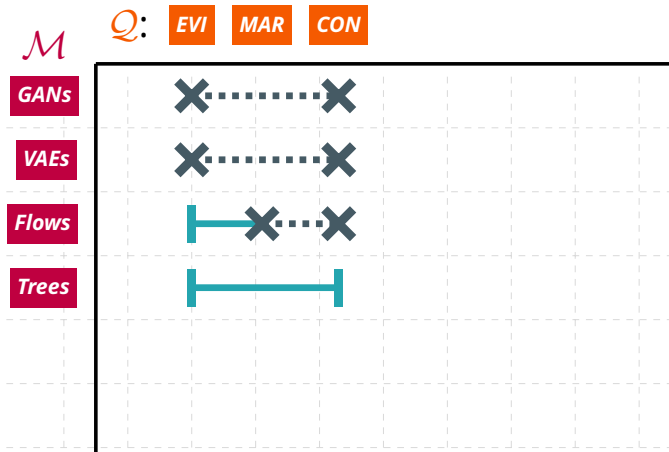 𝒬: EVI MAR CON
ℳ
GANs
VAEs
Flows
Trees